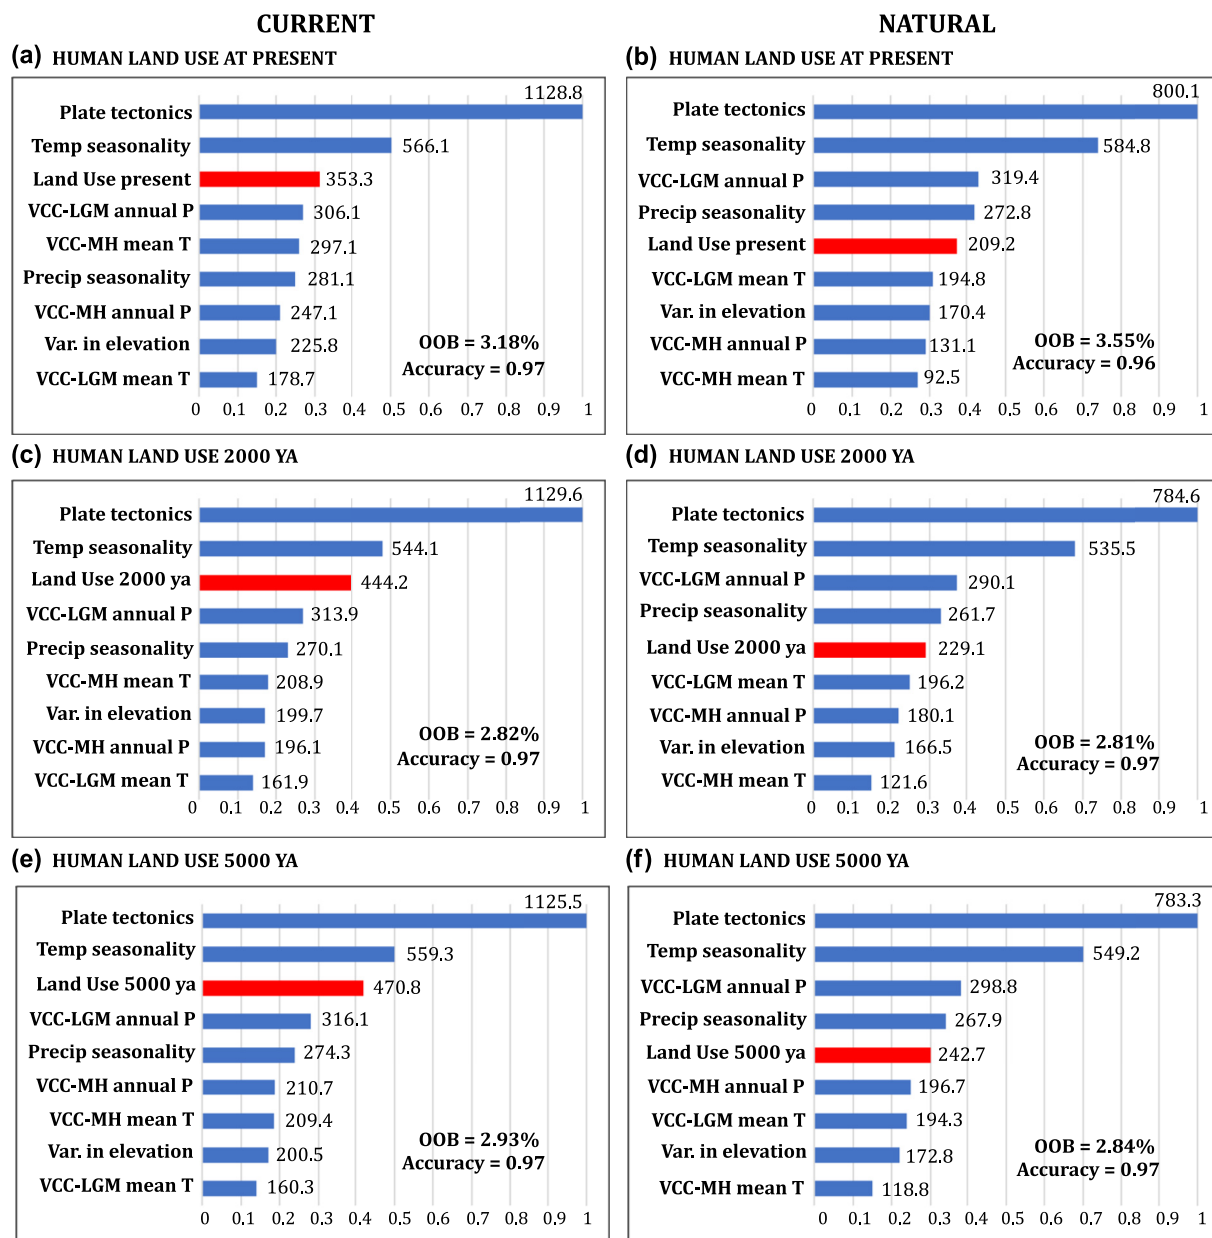 CURRENT
NATURAL
(a) HUMAN LAND USE AT PRESENT
1128.8
Plate tectonics
Temp seasonality 566.1
Land Use present 353.3
VCC-LGM annual P 306.1
VCC-MH mean T 297.1
Precip seasonality 281.1
VCC-MH annual P 247.1
Var. in elevation 225.8
VCC-LGM mean T 178.7
OOB = 3.18%
Accuracy = 0.97
0 0.1 0.2 0.3 0.4 0.5 0.6 0.7 0.8 0.9 1
(b) HUMAN LAND USE AT PRESENT
800.1
Plate tectonics
Temp seasonality 584.8
VCC-LGM annual P 319.4
Precip seasonality 272.8
Land Use present 209.2
VCC-LGM mean T 194.8
Var. in elevation 170.4
VCC-MH annual P 131.1
VCC-MH mean T 92.5
OOB = 3.55%
Accuracy = 0.96
0 0.1 0.2 0.3 0.4 0.5 0.6 0.7 0.8 0.9 1
(c) HUMAN LAND USE 2000 YA
1129.6
Plate tectonics
Temp seasonality 544.1
Land Use 2000 ya 444.2
VCC-LGM annual P 313.9
Precip seasonality 270.1
VCC-MH mean T 208.9
Var. in elevation 199.7
VCC-MH annual P 196.1
VCC-LGM mean T 161.9
OOB = 2.82%
Accuracy = 0.97
0 0.1 0.2 0.3 0.4 0.5 0.6 0.7 0.8 0.9 1
(d) HUMAN LAND USE 2000 YA
784.6
Plate tectonics
Temp seasonality 535.5
VCC-LGM annual P 290.1
Precip seasonality 261.7
Land Use 2000 ya 229.1
VCC-LGM mean T 196.2
VCC-MH annual P 180.1
Var. in elevation 166.5
VCC-MH mean T 121.6
OOB = 2.81%
Accuracy = 0.97
0 0.1 0.2 0.3 0.4 0.5 0.6 0.7 0.8 0.9 1
(e) HUMAN LAND USE 5000 YA
1125.5
Plate tectonics
Temp seasonality 559.3
Land Use 5000 ya 470.8
VCC-LGM annual P 316.1
Precip seasonality 274.3
VCC-MH annual P 210.7
VCC-MH mean T 209.4
Var. in elevation 200.5
VCC-LGM mean T 160.3
OOB = 2.93%
Accuracy = 0.97
0 0.1 0.2 0.3 0.4 0.5 0.6 0.7 0.8 0.9 1
(f) HUMAN LAND USE 5000 YA
783.3
Plate tectonics
Temp seasonality 549.2
VCC-LGM annual P 298.8
Precip seasonality 267.9
Land Use 5000 ya 242.7
VCC-MH annual P 196.7
VCC-LGM mean T 194.3
Var. in elevation 172.8
VCC-MH mean T 118.8
OOB = 2.84%
Accuracy = 0.97
0 0.1 0.2 0.3 0.4 0.5 0.6 0.7 0.8 0.9 1